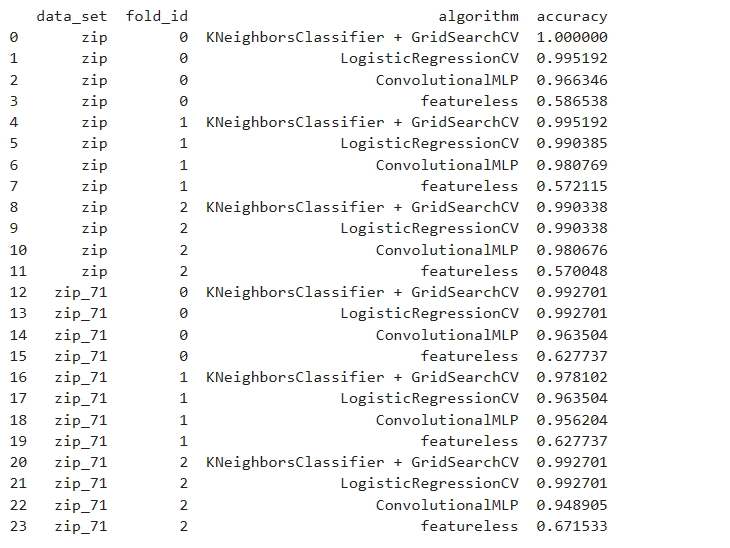 data_set fold_id algorithm accuracy
0 zip 0 KNeighborsClassifier + GridSearchCV 1.000000
1 zip 0 LogisticRegressionCV 0.995192
2 zip 0 ConvolutionalMLP 0.966346
3 zip 0 featureless 0.586538
4 zip 1 KNeighborsClassifier + GridSearchCV 0.995192
5 zip 1 LogisticRegressionCV 0.990385
6 zip 1 ConvolutionalMLP 0.980769
7 zip 1 featureless 0.572115
8 zip 2 KNeighborsClassifier + GridSearchCV 0.990338
9 zip 2 LogisticRegressionCV 0.990338
10 zip 2 ConvolutionalMLP 0.980676
11 zip 2 featureless 0.570048
12 zip_71 0 KNeighborsClassifier + GridSearchCV 0.992701
13 zip_71 0 LogisticRegressionCV 0.992701
14 zip_71 0 ConvolutionalMLP 0.963504
15 zip_71 0 featureless 0.627737
16 zip_71 1 KNeighborsClassifier + GridSearchCV 0.978102
17 zip_71 1 LogisticRegressionCV 0.963504
18 zip_71 1 ConvolutionalMLP 0.956204
19 zip_71 1 featureless 0.627737
20 zip_71 2 KNeighborsClassifier + GridSearchCV 0.992701
21 zip_71 2 LogisticRegressionCV 0.992701
22 zip_71 2 ConvolutionalMLP 0.948905
23 zip_71 2 featureless 0.671533